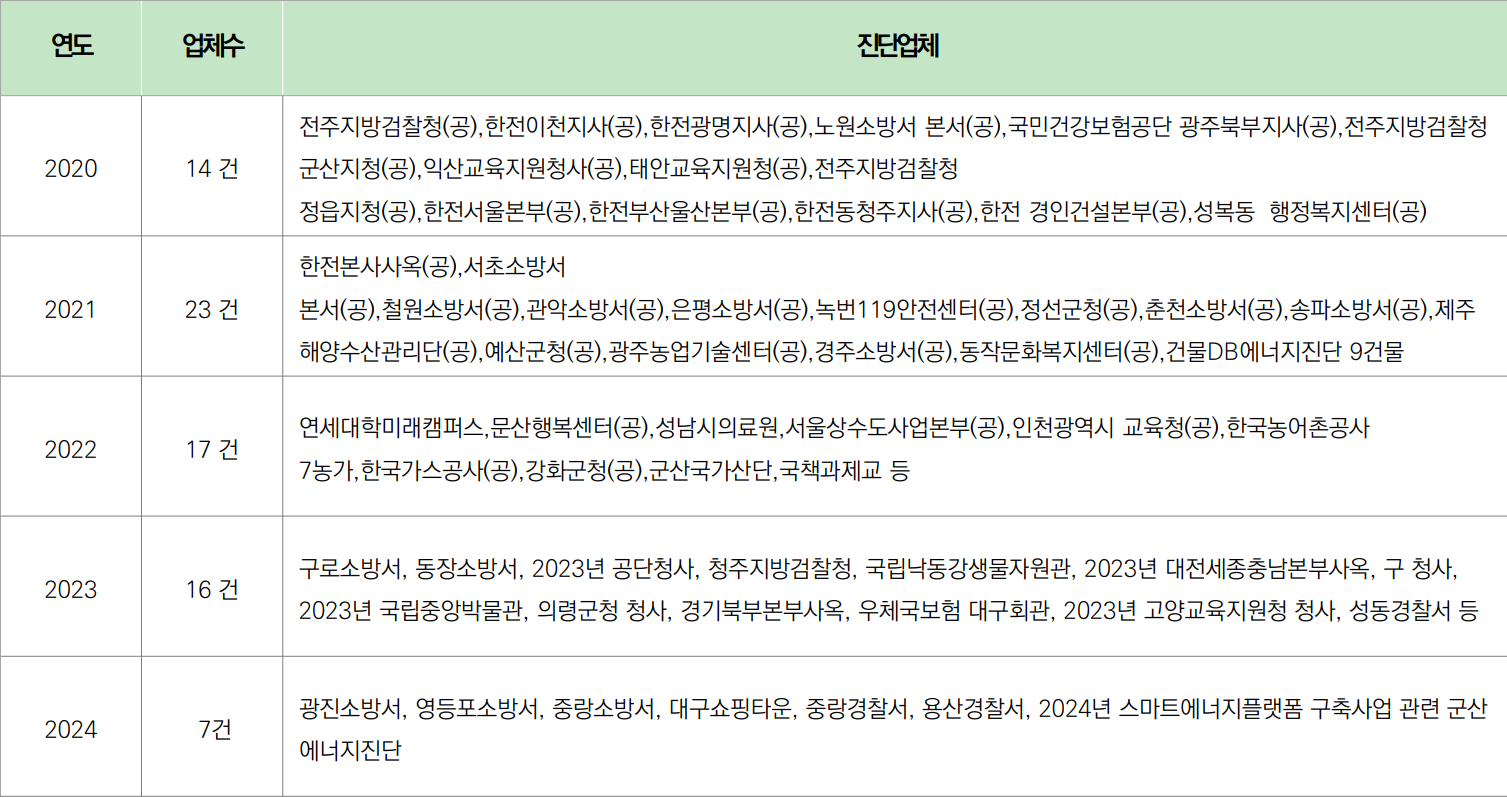 연도 업체수 진단업체
2020 14 건
전주지방검찰청(공),한전이천지사(공),한전광명지사(공),노원소방서 본서(공),국민건강보험공단 광주북부지사(공),전주지방검찰청
군산지청(공),익산교육지원청사(공),태안교육지원청(공),전주지방검찰청
정읍지청(공),한전서울본부(공),한전부산울산본부(공),한전동청주지사(공),한전 경인건설본부(공),성복동 행정복지센터(공)
2021 23 건
한전본사사옥(공),서초소방서
본서(공),철원소방서(공),관악소방서(공),은평소방서(공),녹번119안전센터(공),정선군청(공),춘천소방서(공),송파소방서(공),제주
해양수산관리단(공),예산군청(공),광주농업기술센터(공),경주소방서(공),동작문화복지센터(공),건물DB에너지진단 9건물
2022 17 건
연세대학미래캠퍼스,문산행복센터(공),성남시의료원,서울상수도사업본부(공),인천광역시 교육청(공),한국농어촌공사
7농가,한국가스공사(공),강화군청(공),군산국가산단,국책과제교 등
2023 16 건
구로소방서, 동장소방서, 2023년 공단청사, 청주지방검찰청, 국립낙동강생물자원관, 2023년 대전세종충남본부사옥, 구 청사,
2023년 국립중앙박물관, 의령군청 청사, 경기북부본부사옥, 우체국보험 대구회관, 2023년 고양교육지원청 청사, 성동경찰서 등
2024 7건
광진소방서, 영등포소방서, 중랑소방서, 대구쇼핑타운, 중랑경찰서, 용산경찰서, 2024년 스마트에너지플랫폼 구축사업 관련 군산
에너지진단